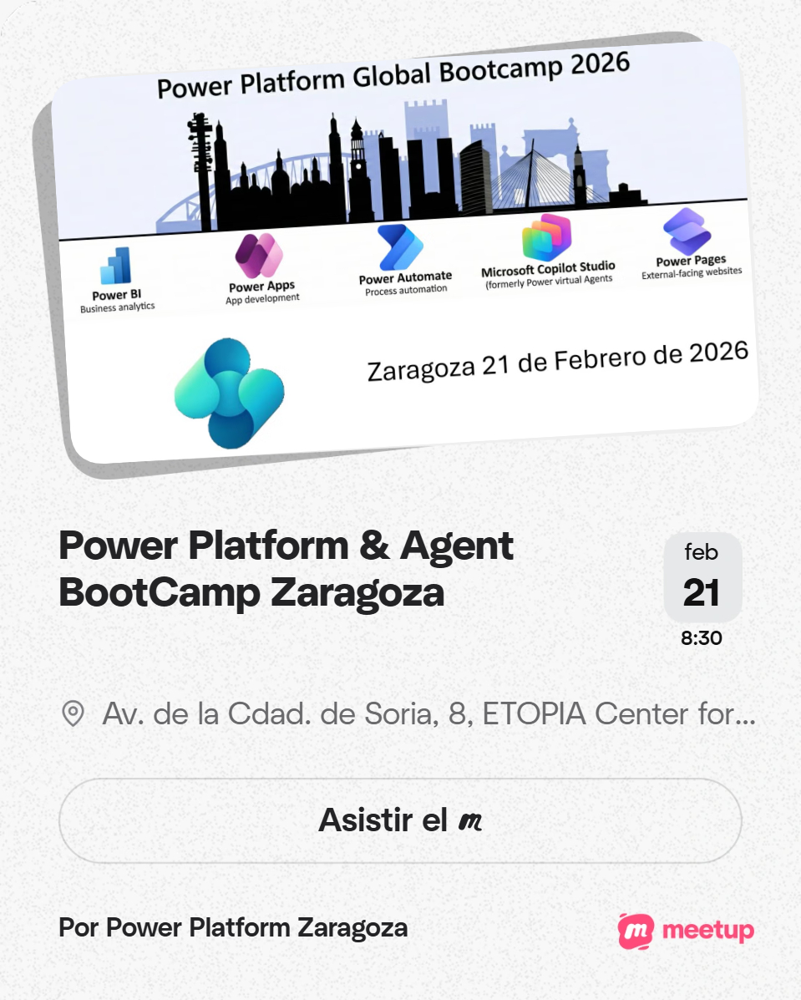 Power Platform Global Bootcamp 2026
Power BI
Business analytics
Power Apps
App development
Power Automate
Process automation
Microsoft Copilot Studio
(formerly Power virtual Agents
Power Pages
External-facing websites
Zaragoza 21 de Febrero de 2026
Power Platform & Agent
BootCamp Zaragoza
feb
21
8:30
Av. de la Cdad. de Soria, 8, ETOPIA Center for...
Asistir el m
Por Power Platform Zaragoza
m meetup